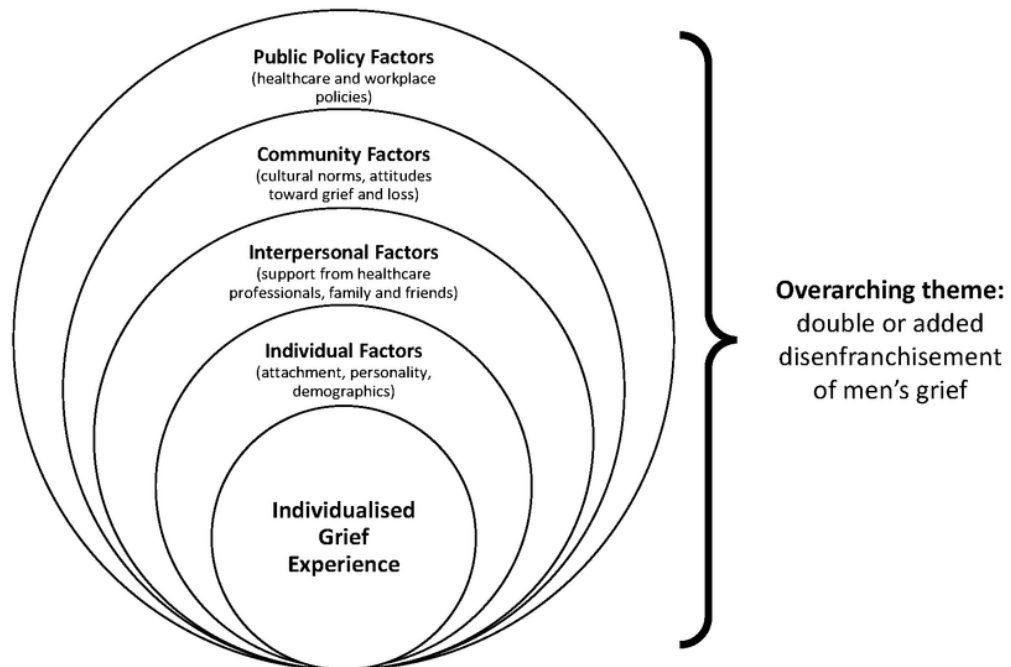 Public Policy Factors
(healthcare and workplace
policies)
Community Factors
(cultural norms, attitudes
toward grief and loss)
Interpersonal Factors
(support from healthcare
professionals, family and friends)
Individual Factors
(attachment, personality,
demographics)
Individualised
Grief
Experience
Overarching theme:
double or added
disenfranchisement
of men’s grief